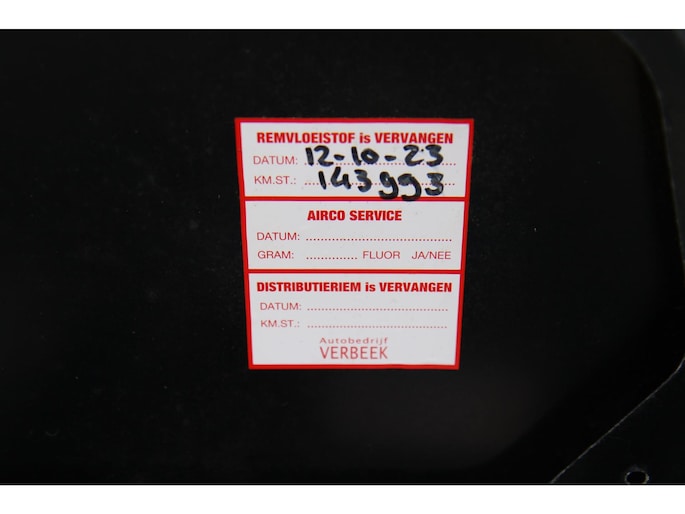 REMVLOEISTOF is VERVANGEN
DATUM: 12-10-23
KM.ST.: 143993
AIRCO SERVICE
DATUM: ........................................
GRAM: .............. FLUOR JA/NEE
DISTRIBUTIERIEM is VERVANGEN
DATUM: ......................................
KM.ST.: ......................................
Autobedrijf
VERBEEK